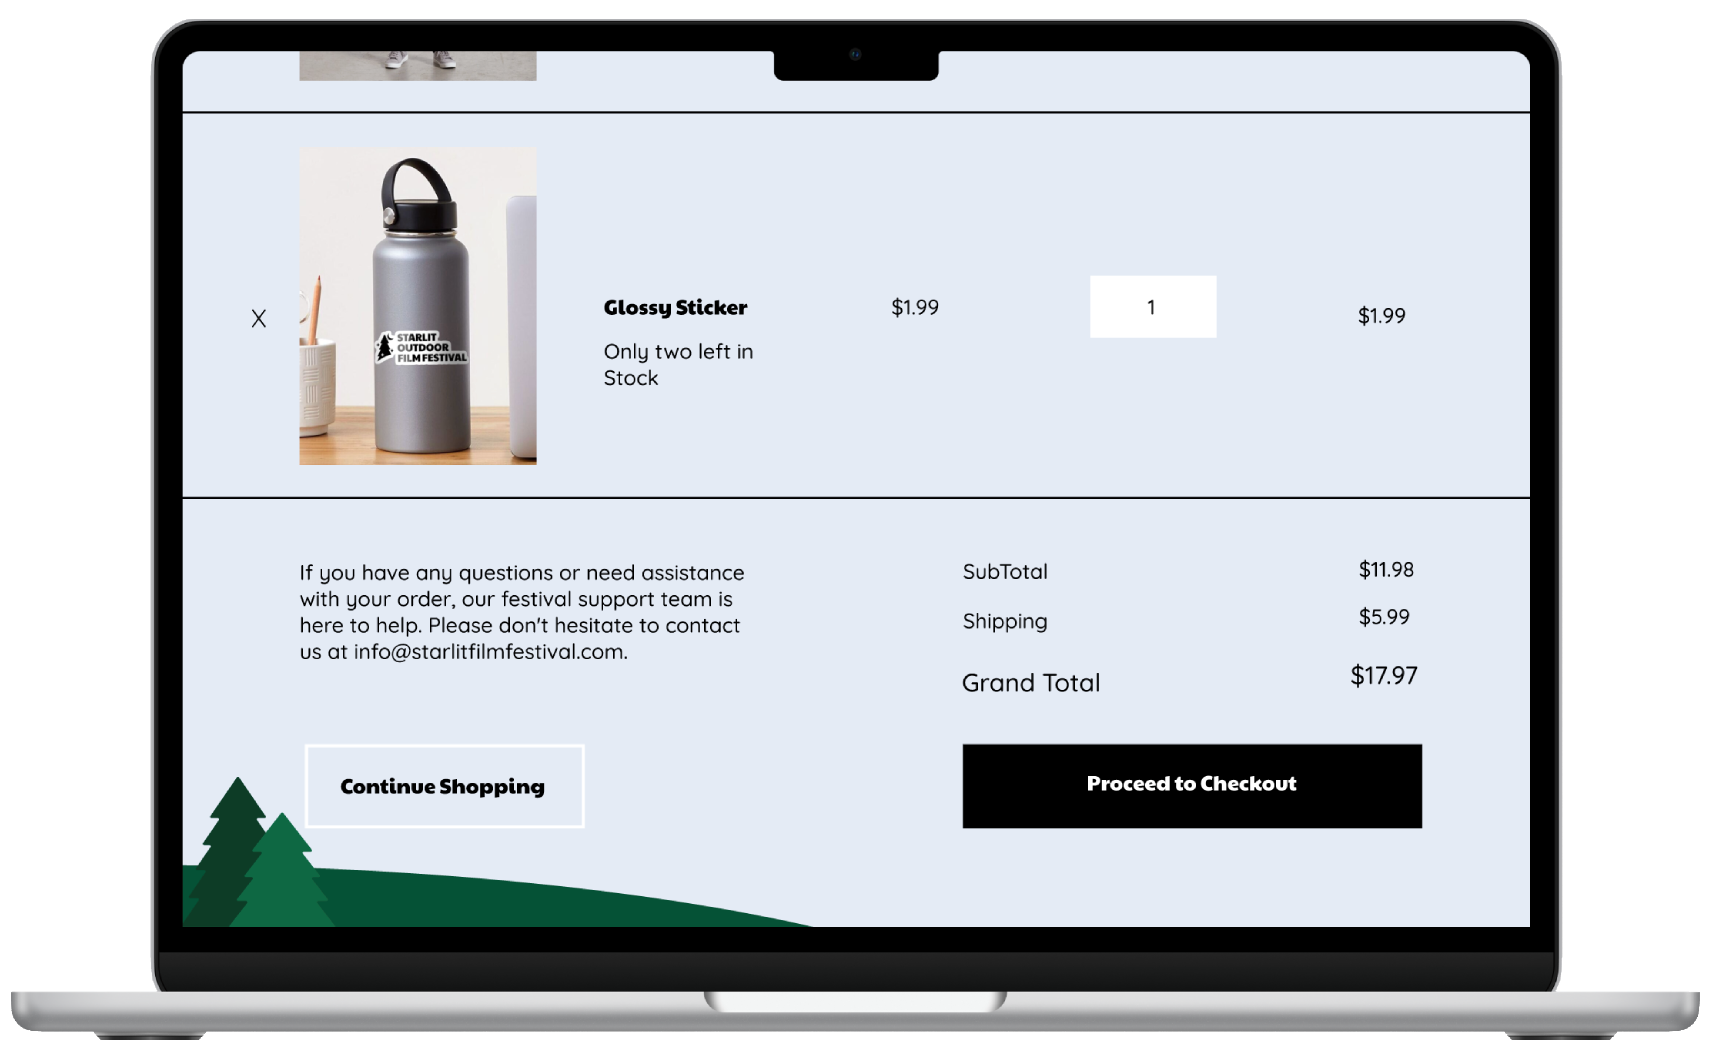 X
STARLIT
OUTDOOR
FILM FESTIVAL
Glossy Sticker
Only two left in
Stock
$1.99
1
$1.99
If you have any questions or need assistance
with your order, our festival support team is
here to help. Please don't hesitate to contact
us at info@starlitfilmfestival.com.
SubTotal
$11.98
Shipping
$5.99
Grand Total
$17.97
Continue Shopping
Proceed to Checkout